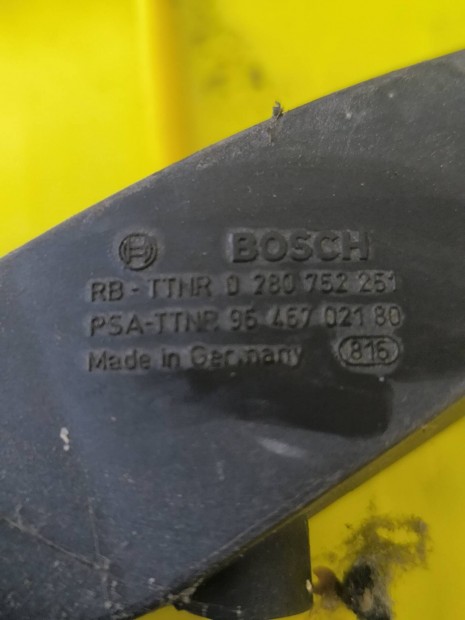 BOSCH
RB-TTNR 0 280 752 251
PSA-TTNR 96 467 021 80
Made in Germany 816